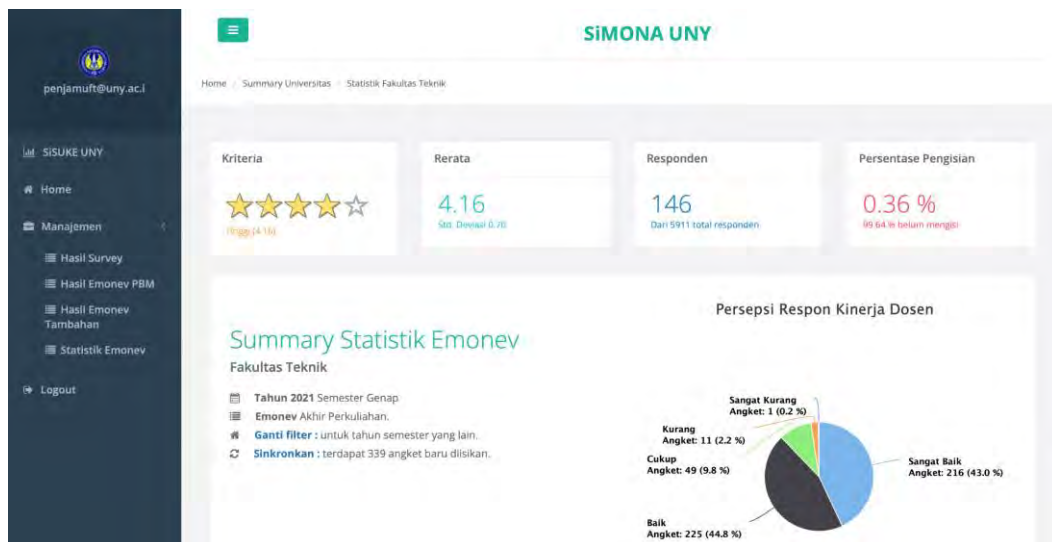 SiMONA UNY
penjamuft@uny.ac.i
Home / Summary Universitas / Statistik Fakultas Teknik
SiSUKE UNY
Home
Manajemen
Hasil Survey
Hasil Emonev PBM
Hasil Emonev
Tambahan
Statistik Emonev
Logout
Kriteria
Tinggi (4.16)
Rerata
4.16
Std. Deviasi 0.70
Responden
146
Dari 5911 total responden
Persentase Pengisian
0.36 %
99.64 % belum mengisi
Summary Statistik Emonev
Fakultas Teknik
Tahun 2021 Semester Genap
Emonev Akhir Perkuliahan.
Ganti filter : untuk tahun semester yang lain.
Sinkronkan : terdapat 339 angket baru diisikan.
Persepsi Respon Kinerja Dosen
Sangat Kurang
Angket: 1 (0.2 %)
Kurang
Angket: 11 (2.2 %)
Cukup
Angket: 49 (9.8 %)
Sangat Baik
Angket: 216 (43.0 %)
Baik
Angket: 225 (44.8 %)